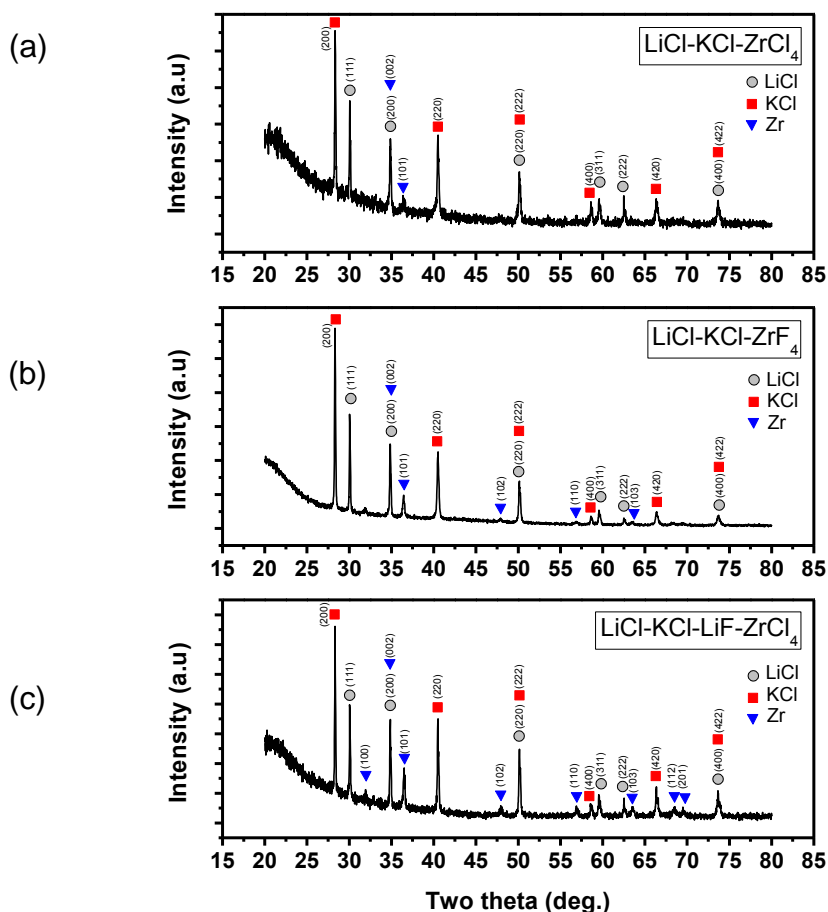 (a)
Intensity (a.u)
LiCl-KCl-ZrCl4
LiCl
KCl
Zr
(200)
(111)
(002)
(200)
(101)
(220)
(222)
(220)
(400)
(311)
(222)
(420)
(422)
(400)
15 20 25 30 35 40 45 50 55 60 65 70 75 80 85
(b)
Intensity (a.u)
LiCl-KCl-ZrF4
LiCl
KCl
Zr
(200)
(111)
(002)
(200)
(101)
(220)
(102)
(222)
(220)
(110)
(400)
(311)
(222)
(103)
(420)
(422)
(400)
15 20 25 30 35 40 45 50 55 60 65 70 75 80 85
(c)
Intensity (a.u)
LiCl-KCl-LiF-ZrCl4
LiCl
KCl
Zr
(200)
(111)
(100)
(002)
(200)
(101)
(220)
(102)
(222)
(220)
(110)
(400)
(311)
(222)
(103)
(420)
(112)
(201)
(422)
(400)
15 20 25 30 35 40 45 50 55 60 65 70 75 80 85
Two theta (deg.)